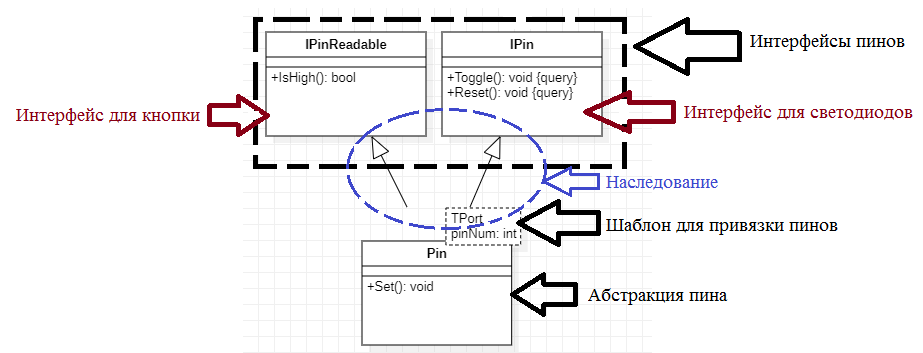 IPinReadable
IPin
Интерфейсы пинов
+IsHigh(): bool
+Toggle(): void {query}
+Reset(): void {query}
Интерфейс для кнопки
Интерфейс для светодиодов
Наследование
TPort
pinNum: int
Шаблон для привязки пинов
Pin
+Set(): void
Абстракция пина